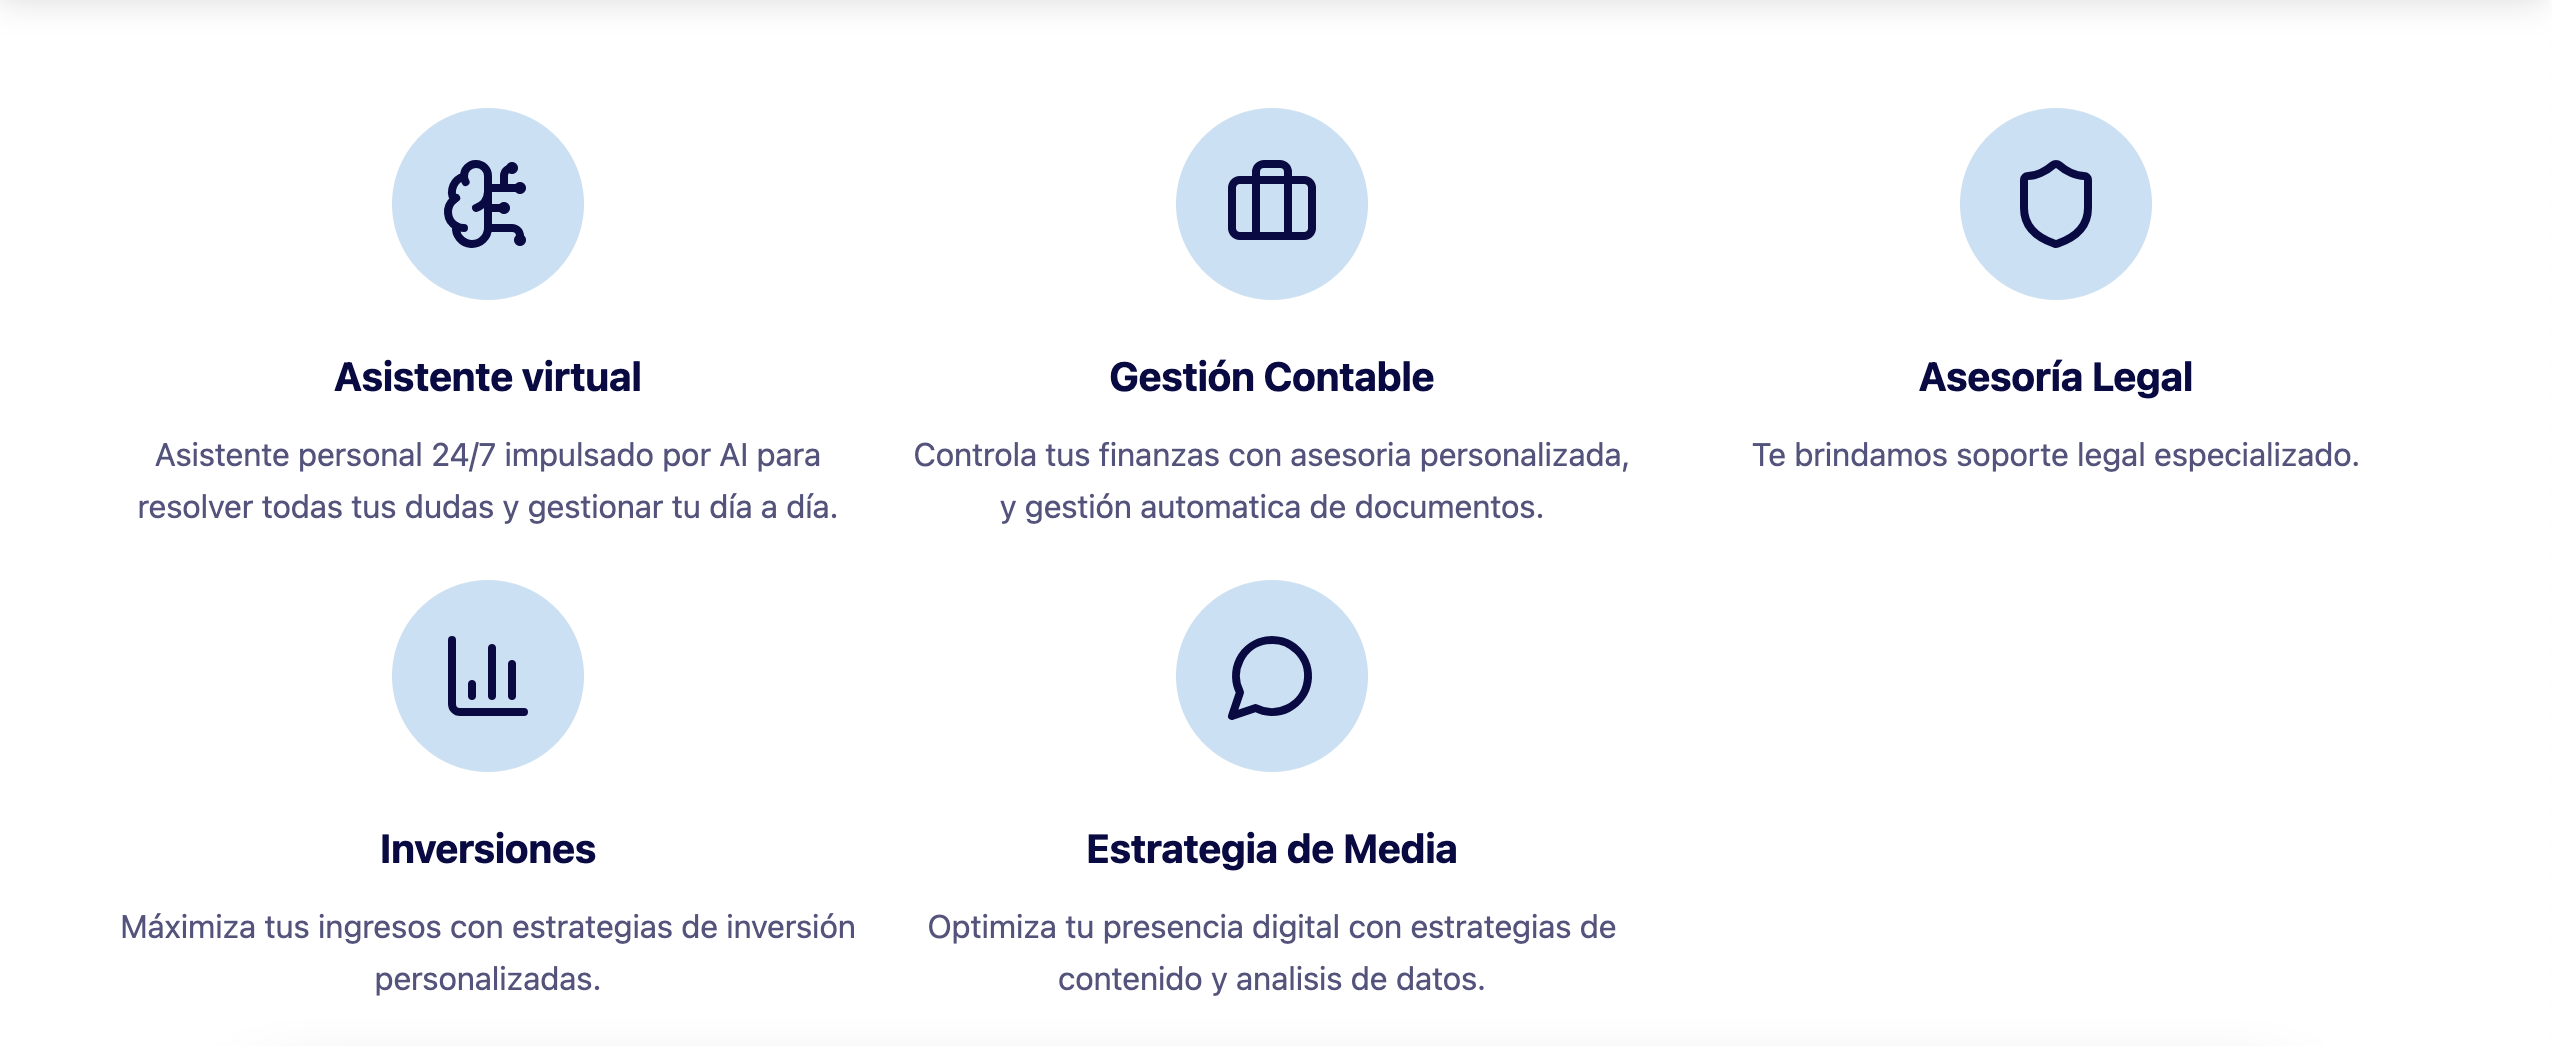 Asistente virtual
Asistente personal 24/7 impulsado por AI para
resolver todas tus dudas y gestionar tu día a día.
Gestión Contable
Controla tus finanzas con asesoria personalizada,
y gestión automatica de documentos.
Asesoría Legal
Te brindamos soporte legal especializado.
Inversiones
Máximiza tus ingresos con estrategias de inversión
personalizadas.
Estrategia de Media
Optimiza tu presencia digital con estrategias de
contenido y analisis de datos.